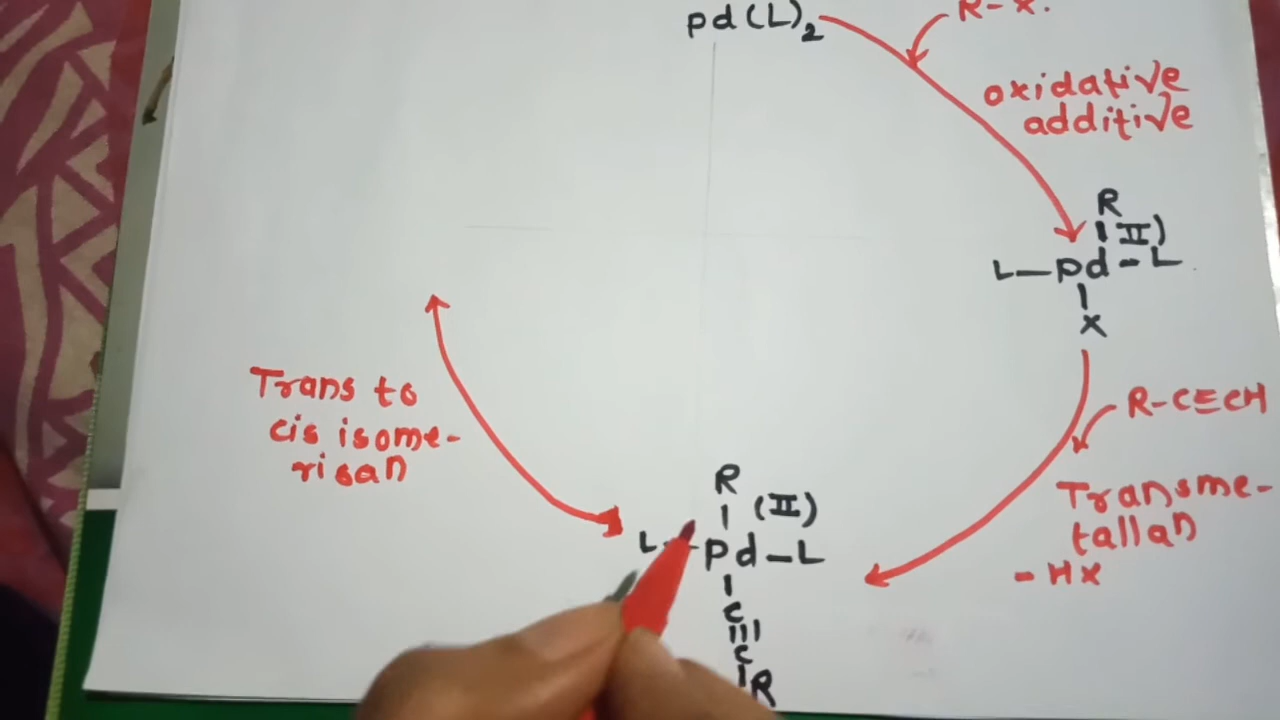 R-X.
pd(L)₂
oxidative
additive
R
(II)
L-pd-L
X
R-C≡CH
Transme-
tallan
- HX
Trans to
cis isome-
risan
R
(II)
L-pd-L
C
|||
C
R